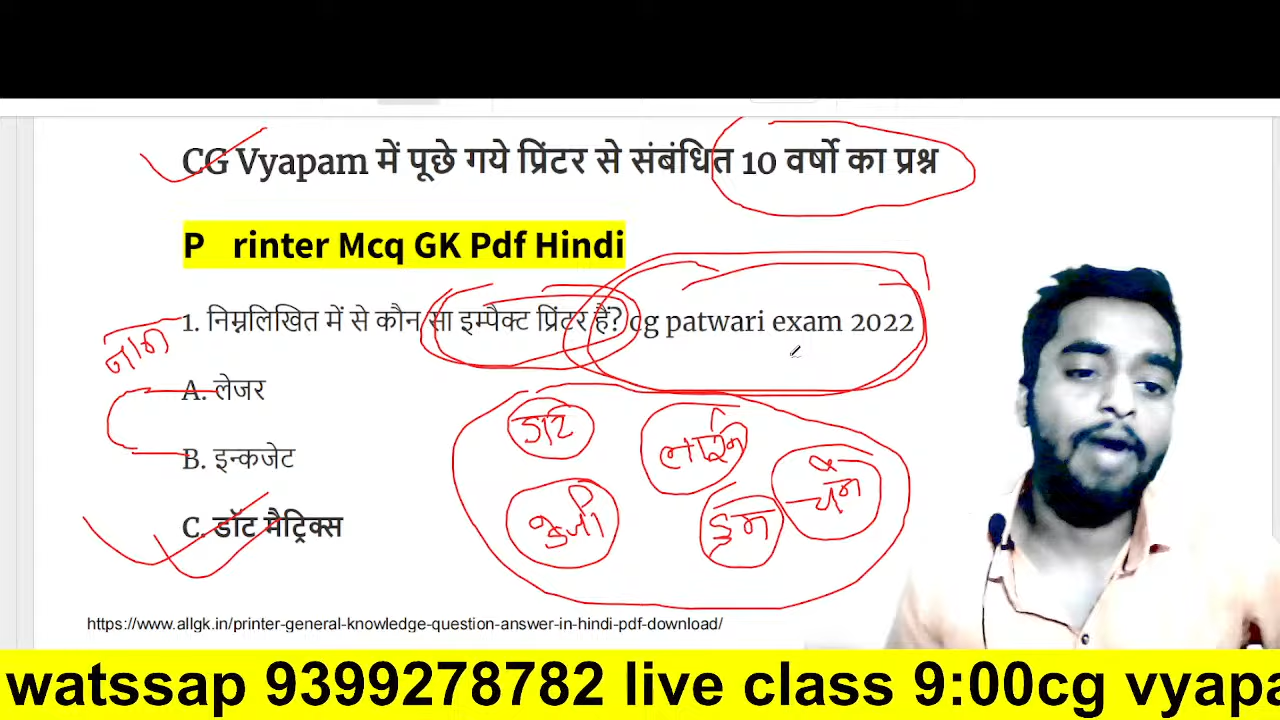 CG Vyapam में पूछे गये प्रिंटर से संबंधित 10 वर्षो का प्रश्न
P rinter Mcq GK Pdf Hindi
1. निम्नलिखित में से कौन सा इम्पैक्ट प्रिंटर हैं? cg patwari exam 2022
नान
A. लेजर
डाट
लाईन
B. इन्कजेट
चैन
ड्रम
C. डॉट मैट्रिक्स
https://www.allgk.in/printer-general-knowledge-question-answer-in-hindi-pdf-download/
watssap 9399278782 live class 9:00cg vyapa